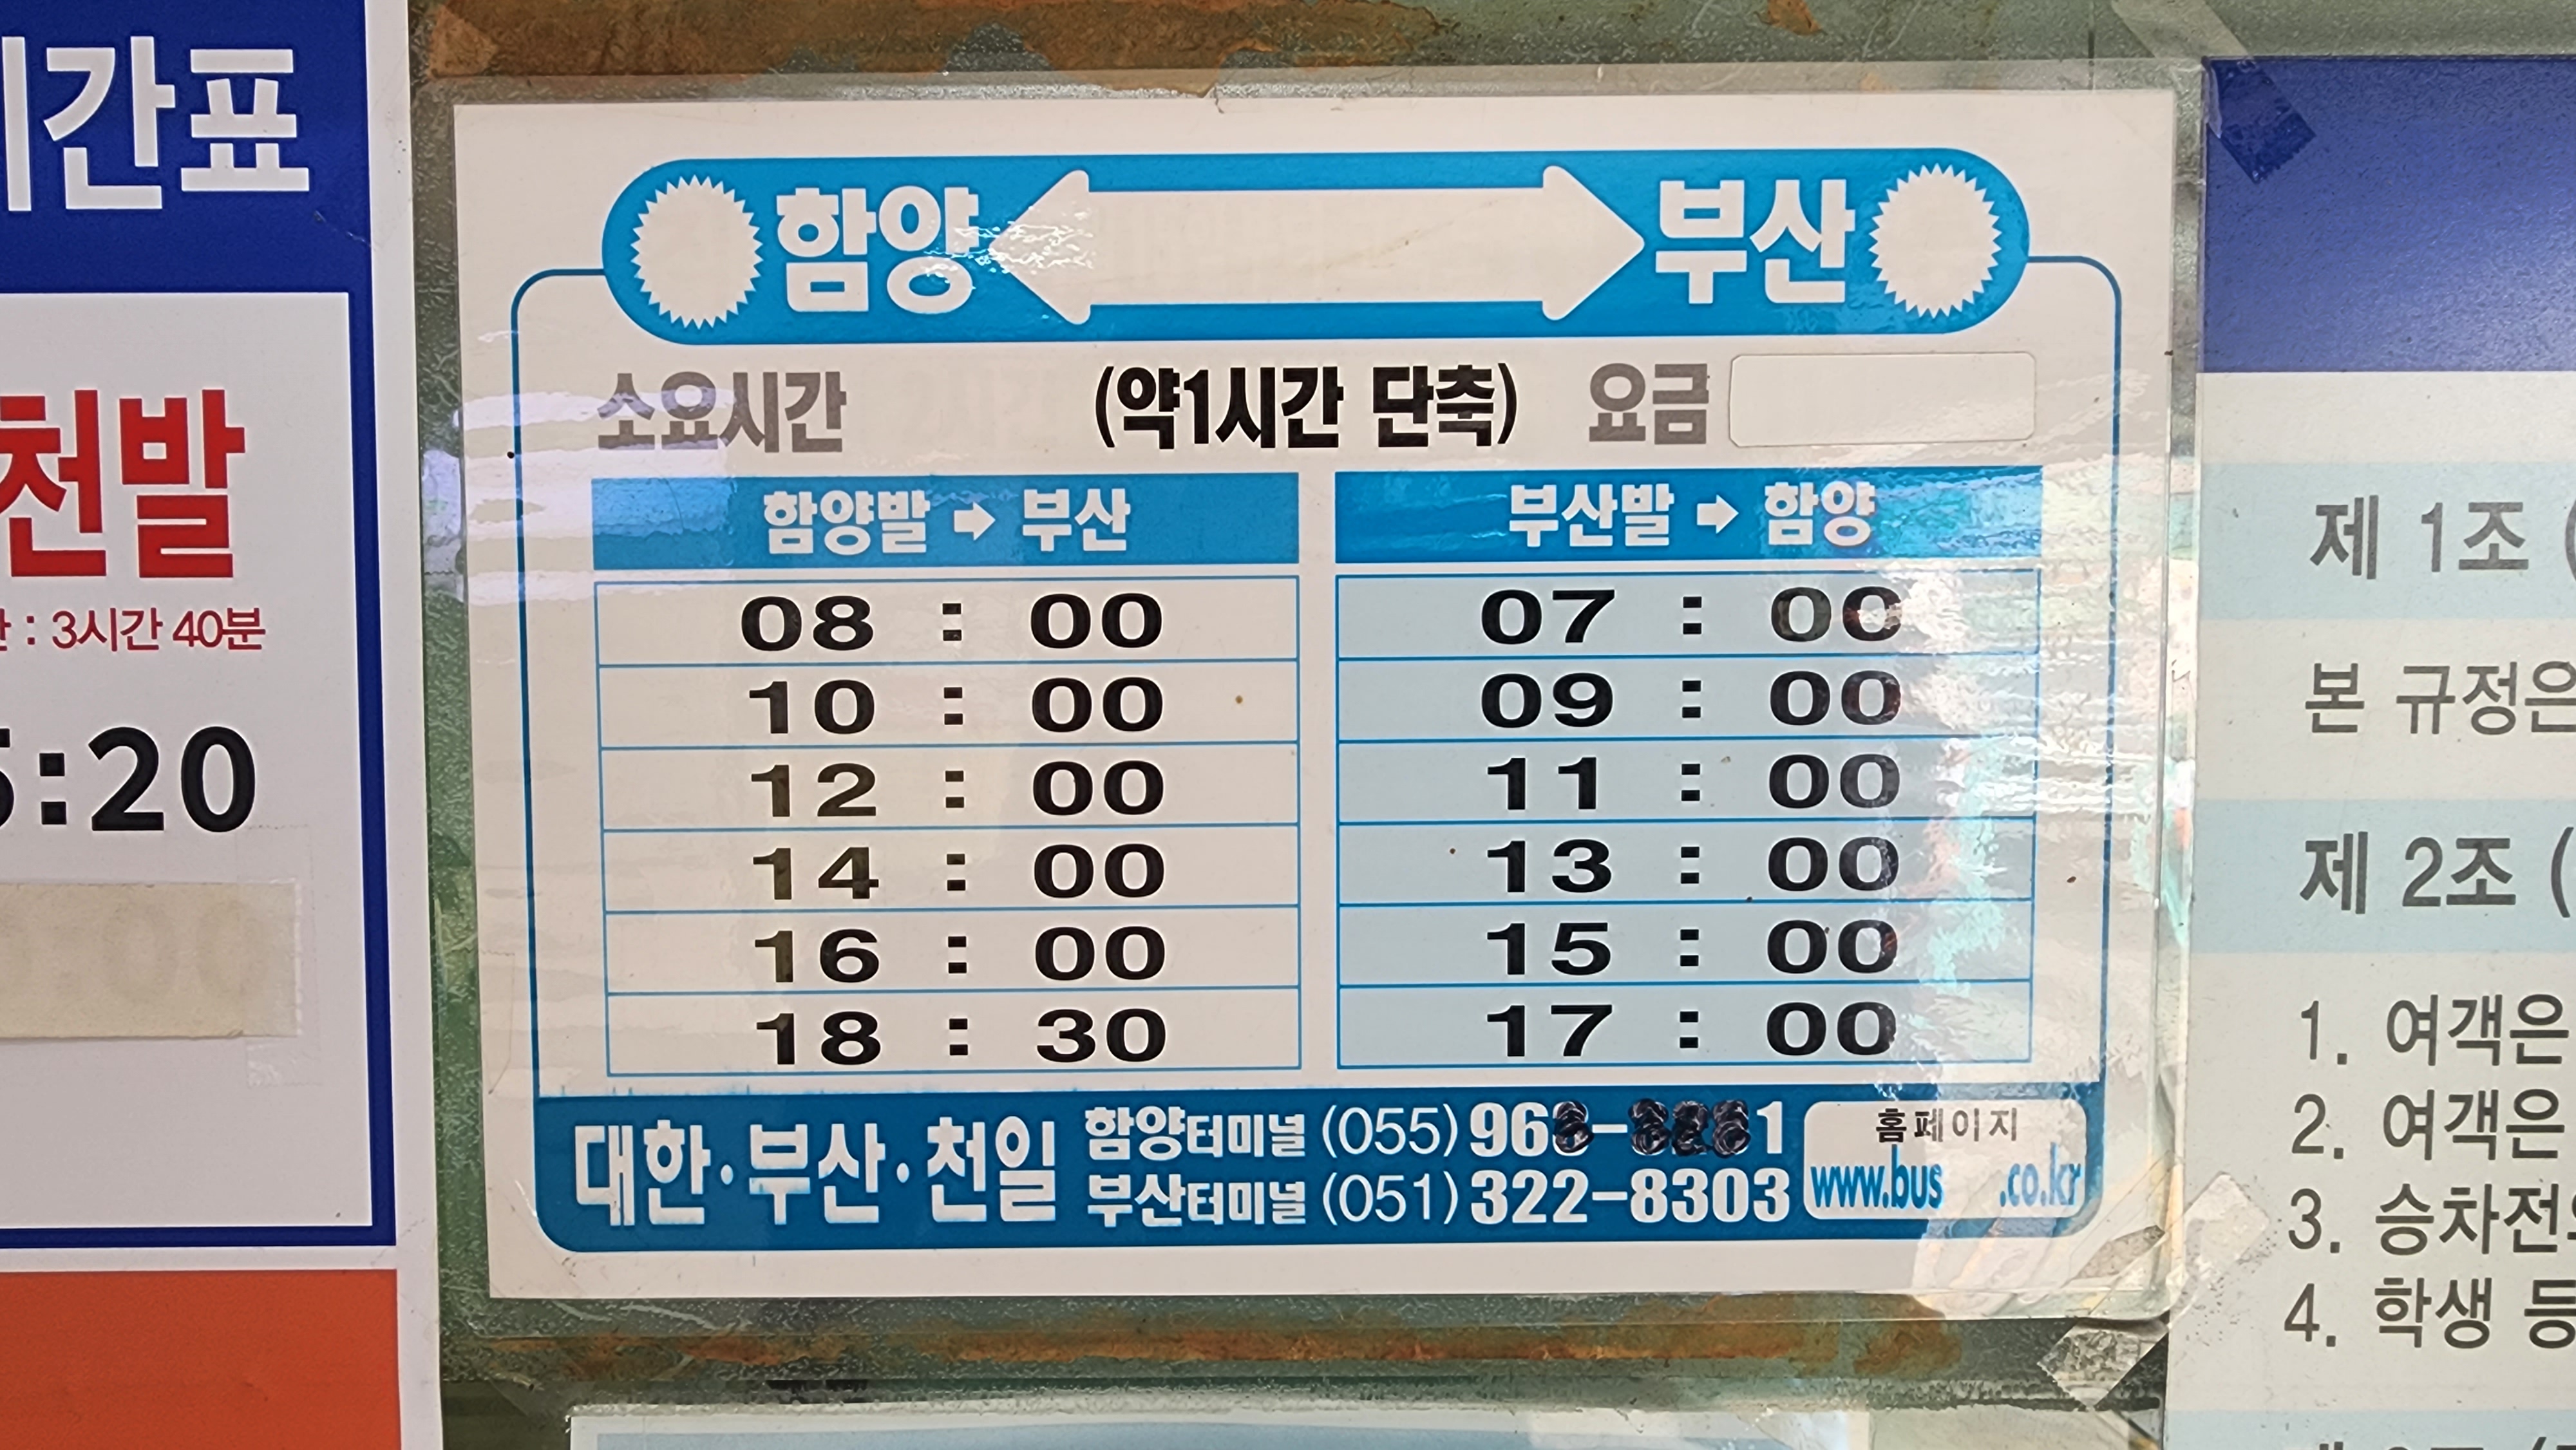 시간표
천발
: 3시간 40분
:20
함양 부산
소요시간 (약1시간 단축) 요금
함양발 ➡ 부산
08 : 00
10 : 00
12 : 00
14 : 00
16 : 00
18 : 30
부산발 ➡ 함양
07 : 00
09 : 00
11 : 00
13 : 00
15 : 00
17 : 00
대한·부산·천일
함양터미널 (055)
부산터미널 (051) 322-8303
홈페이지
www.bus .co.kr
제 1조 (
본 규정은
제 2조 (
1. 여객은
2. 여객은
3. 승차전
4. 학생 등